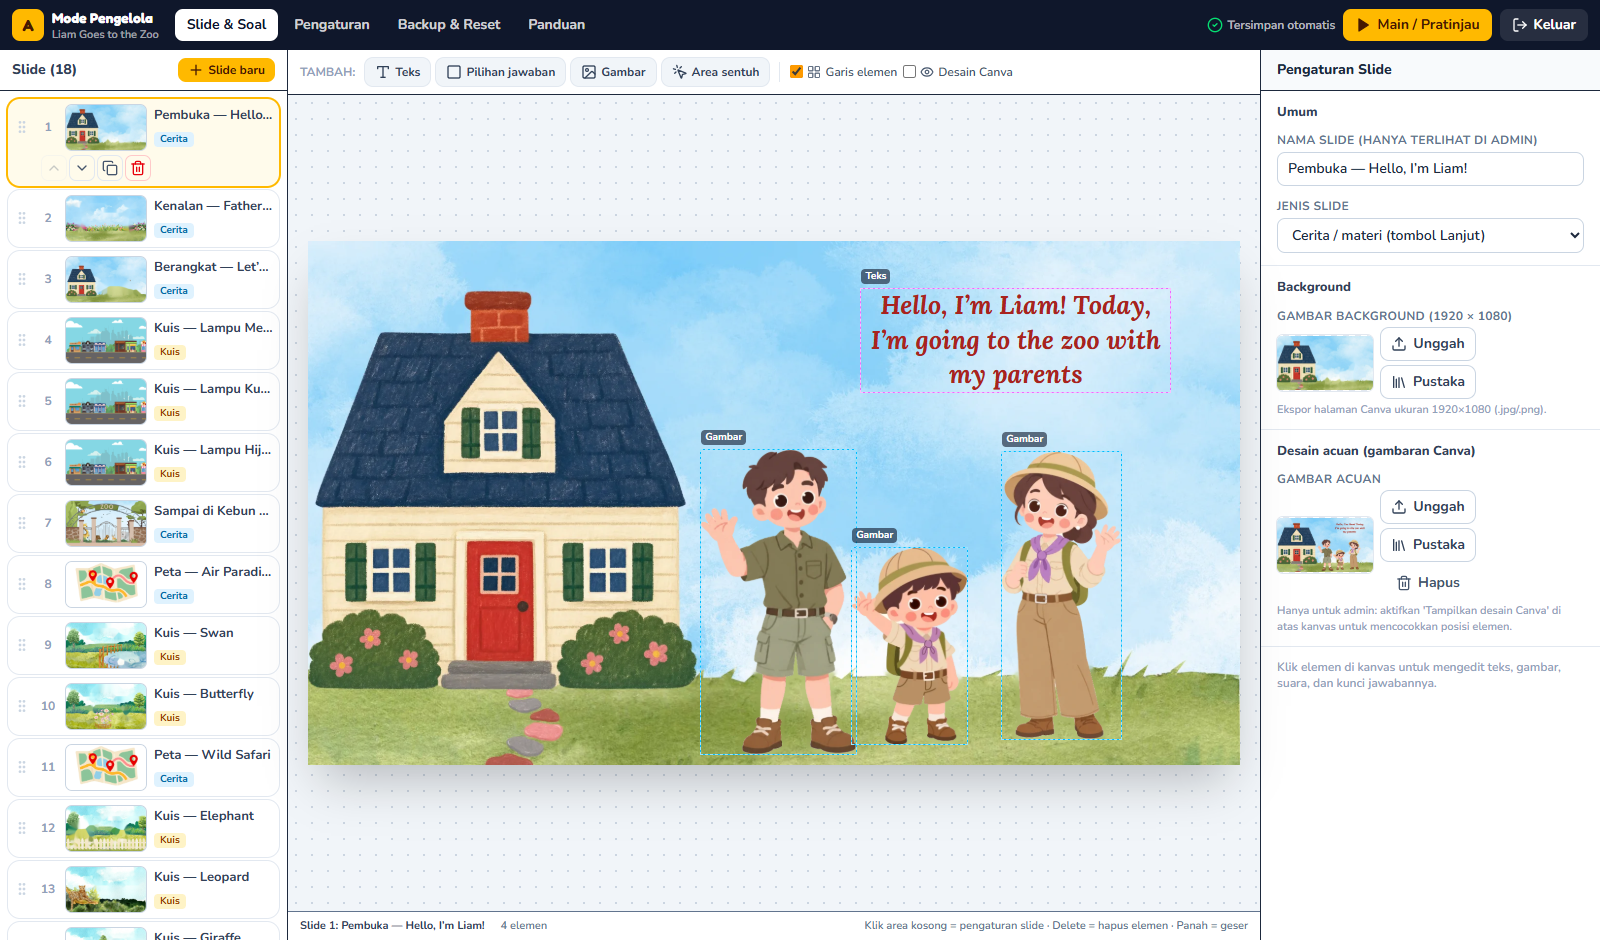 A
Mode Pengelola
Liam Goes to the Zoo
Slide & Soal
Pengaturan
Backup & Reset
Panduan
Tersimpan otomatis
Main / Pratinjau
Keluar
Slide (18)
Slide baru
1
Pembuka — Hello...
Cerita
2
Kenalan — Father...
Cerita
3
Berangkat — Let'...
Cerita
4
Kuis — Lampu Me...
Kuis
5
Kuis — Lampu Ku...
Kuis
6
Kuis — Lampu Hij...
Kuis
7
Sampai di Kebun ...
Cerita
8
Peta — Air Paradi...
Cerita
9
Kuis — Swan
Kuis
10
Kuis — Butterfly
Kuis
11
Peta — Wild Safari
Cerita
12
Kuis — Elephant
Kuis
13
Kuis — Leopard
Kuis
Kuis — Giraffe
TAMBAH:
Teks
Pilihan jawaban
Gambar
Area sentuh
Garis elemen
Desain Canva
Teks
Hello, I'm Liam! Today,
I'm going to the zoo with
my parents
Gambar
Gambar
Gambar
Slide 1: Pembuka — Hello, I'm Liam!
4 elemen
Klik area kosong = pengaturan slide · Delete = hapus elemen · Panah = geser
Pengaturan Slide
Umum
NAMA SLIDE (HANYA TERLIHAT DI ADMIN)
Pembuka — Hello, I'm Liam!
JENIS SLIDE
Cerita / materi (tombol Lanjut)
Background
GAMBAR BACKGROUND (1920 × 1080)
Unggah
Pustaka
Ekspor halaman Canva ukuran 1920×1080 (.jpg/.png).
Desain acuan (gambaran Canva)
GAMBAR ACUAN
Unggah
Pustaka
Hapus
Hanya untuk admin: aktifkan 'Tampilkan desain Canva' di
atas kanvas untuk mencocokkan posisi elemen.
Klik elemen di kanvas untuk mengedit teks, gambar,
suara, dan kunci jawabannya.